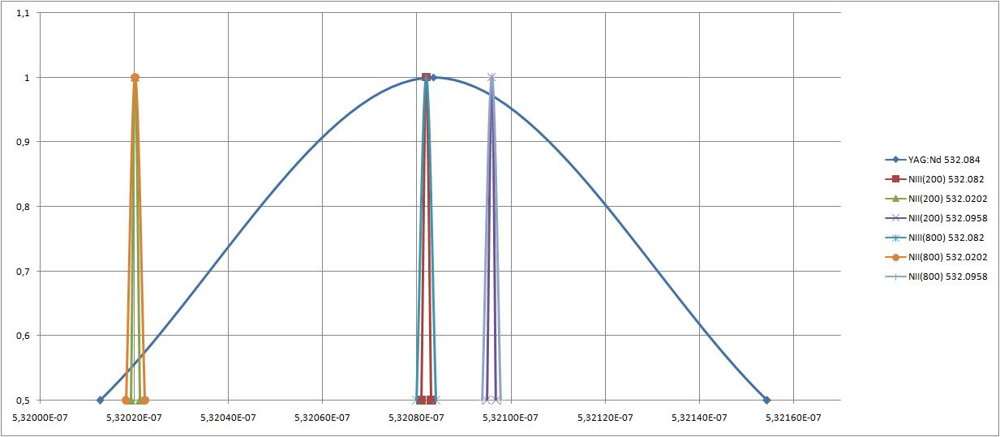 1,1
1
0,9
0,8
0,7
0,6
0,5
5,32000E-07 5,32020E-07 5,32040E-07 5,32060E-07 5,32080E-07 5,32100E-07 5,32120E-07 5,32140E-07 5,32160E-07
YAG:Nd 532.084
NIII(200) 532.082
NII(200) 532.0202
NII(200) 532.0958
NIII(800) 532.082
NII(800) 532.0202
NII(800) 532.0958